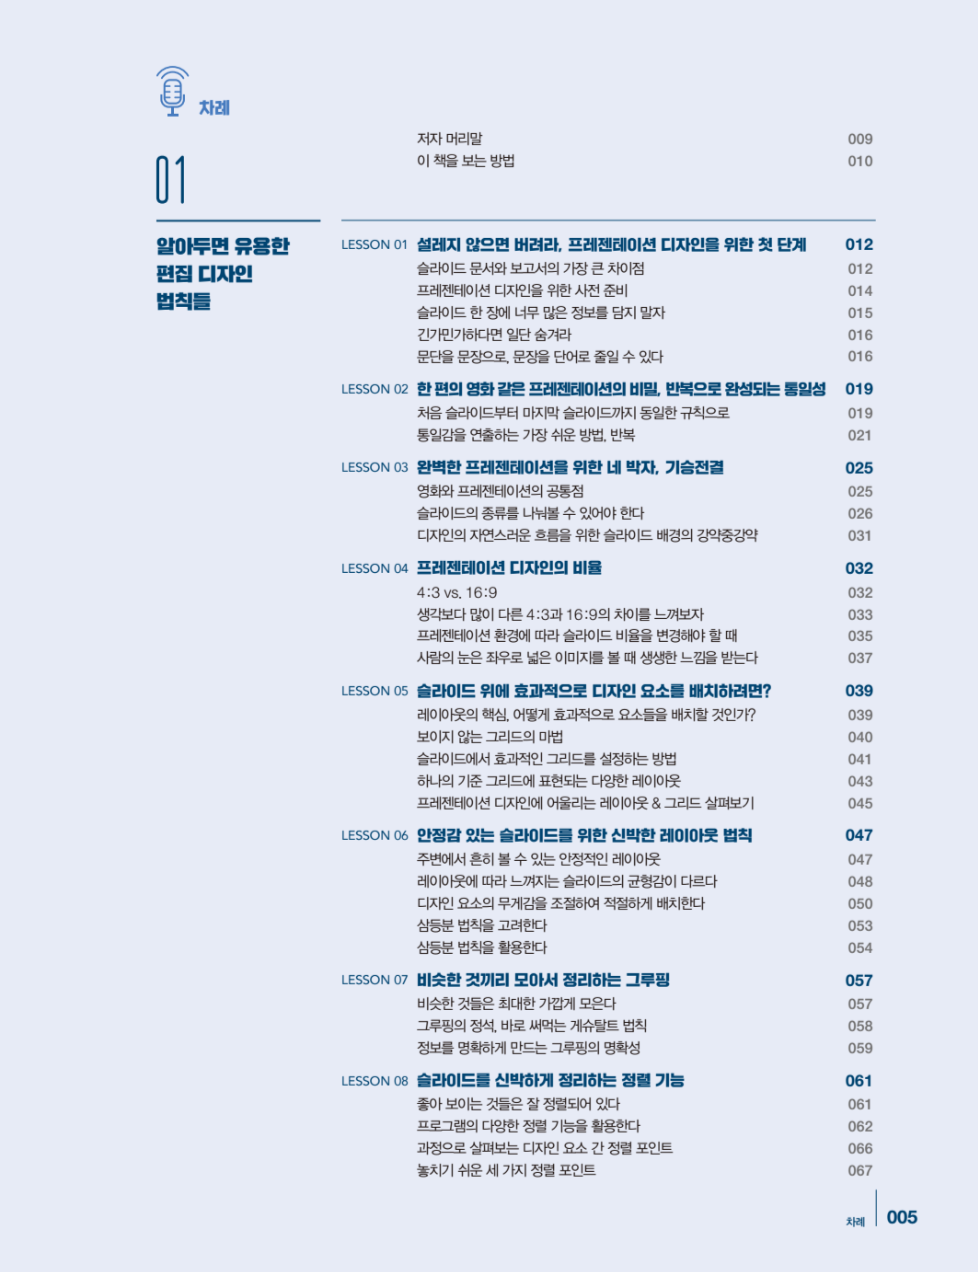 차례
저자 머리말 009
이 책을 보는 방법 010
01
알아두면 유용한
편집 디자인
법칙들
LESSON 01 설레지 않으면 버려라, 프레젠테이션 디자인을 위한 첫 단계 012
슬라이드 문서와 보고서의 가장 큰 차이점 012
프레젠테이션 디자인을 위한 사전 준비 014
슬라이드 한 장에 너무 많은 정보를 담지 말자 015
긴가민가하다면 일단 숨겨라 016
문단을 문장으로, 문장을 단어로 줄일 수 있다 016
LESSON 02 한 편의 영화 같은 프레젠테이션의 비밀, 반복으로 완성되는 통일성 019
처음 슬라이드부터 마지막 슬라이드까지 동일한 규칙으로 019
통일감을 연출하는 가장 쉬운 방법, 반복 021
LESSON 03 완벽한 프레젠테이션을 위한 네 박자, 기승전결 025
영화와 프레젠테이션의 공통점 025
슬라이드의 종류를 나눠볼 수 있어야 한다 026
디자인의 자연스러운 흐름을 위한 슬라이드 배경의 강약중강약 031
LESSON 04 프레젠테이션 디자인의 비율 032
4:3 vs. 16:9 032
생각보다 많이 다른 4:3과 16:9의 차이를 느껴보자 033
프레젠테이션 환경에 따라 슬라이드 비율을 변경해야 할 때 035
사람의 눈은 좌우로 넓은 이미지를 볼 때 생생한 느낌을 받는다 037
LESSON 05 슬라이드 위에 효과적으로 디자인 요소를 배치하려면? 039
레이아웃의 핵심, 어떻게 효과적으로 요소들을 배치할 것인가? 039
보이지 않는 그리드의 마법 040
슬라이드에서 효과적인 그리드를 설정하는 방법 041
하나의 기준 그리드에 표현되는 다양한 레이아웃 043
프레젠테이션 디자인에 어울리는 레이아웃 & 그리드 살펴보기 045
LESSON 06 안정감 있는 슬라이드를 위한 신박한 레이아웃 법칙 047
주변에서 흔히 볼 수 있는 안정적인 레이아웃 047
레이아웃에 따라 느껴지는 슬라이드의 균형감이 다르다 048
디자인 요소의 무게감을 조절하여 적절하게 배치한다 050
삼등분 법칙을 고려한다 053
삼등분 법칙을 활용한다 054
LESSON 07 비슷한 것끼리 모아서 정리하는 그루핑 057
비슷한 것들은 최대한 가깝게 모은다 057
그루핑의 정석, 바로 써먹는 게슈탈트 법칙 058
정보를 명확하게 만드는 그루핑의 명확성 059
LESSON 08 슬라이드를 신박하게 정리하는 정렬 기능 061
좋아 보이는 것들은 잘 정렬되어 있다 061
프로그램의 다양한 정렬 기능을 활용한다 062
과정으로 살펴보는 디자인 요소 간 정렬 포인트 066
놓치기 쉬운 세 가지 정렬 포인트 067
차례 005